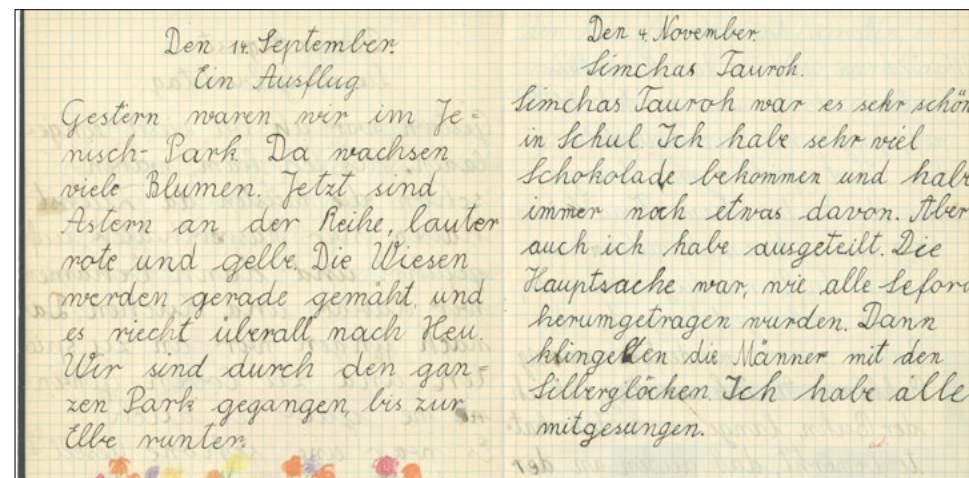 Den 14. September.
Ein Ausflug.
Gestern waren wir im Je=
nisch-Park. Da wachsen
viele Blumen. Jetzt sind
Astern an der Reihe, lauter
rote und gelbe. Die Wiesen
werden gerade gemäht, und
es riecht uberall nach Heu.
Wir sind durch den gan=
zen Park gegangen, bis zur
Elbe runter.
Den 4. November.
Simchas Tauroh.
Simchas Tauroh war es sehr schön
in Schul. Ich habe sehr viel
Schokolade bekommen und habe
immer noch etwas davon. Aber
auch ich habe ausgeteilt. Die
Hauptsache war, wie alle Seforo
herumgetragen wurden. Dann
klingelten die Männer mit den
Silberglöcken. Ich habe alle
mitgesungen.